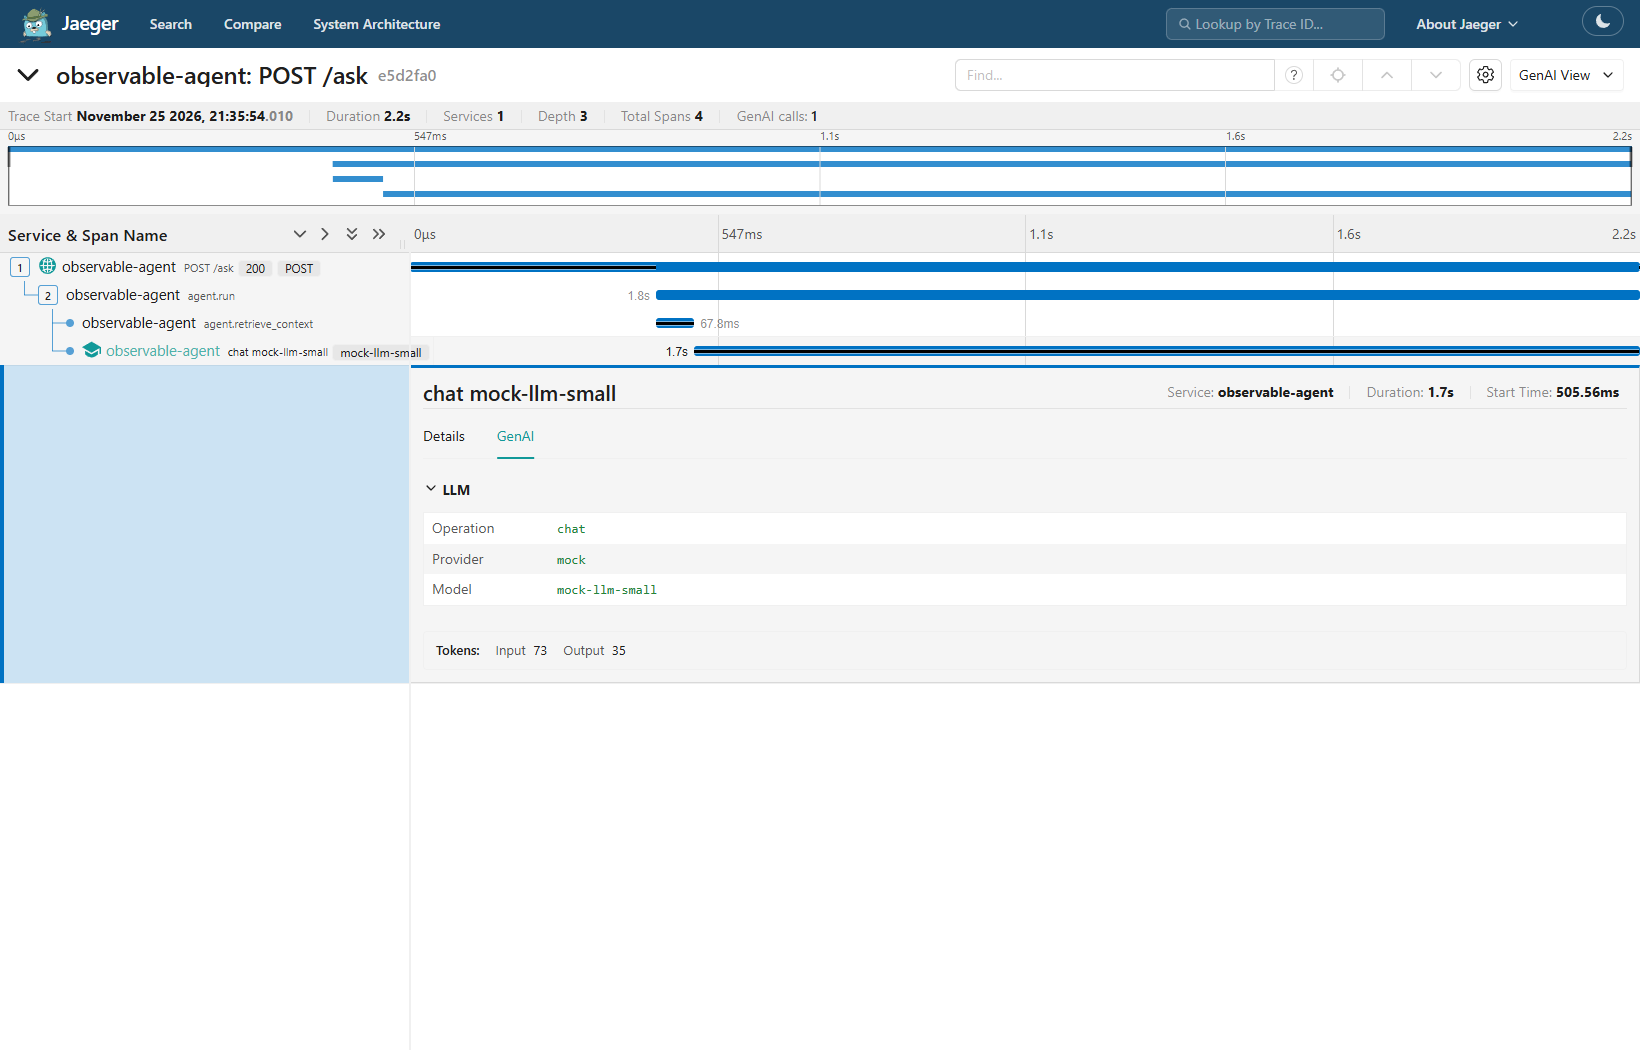 Jaeger Search Compare System Architecture Lookup by Trace ID... About Jaeger
observable-agent: POST /ask e5d2fa0 Find... ? GenAI View
Trace Start November 25 2026, 21:35:54.010 Duration 2.2s Services 1 Depth 3 Total Spans 4 GenAI calls: 1
0μs 547ms 1.1s 1.6s 2.2s
Service & Span Name 0μs 547ms 1.1s 1.6s 2.2s
1 observable-agent POST /ask 200 POST
2 observable-agent agent.run 1.8s
observable-agent agent.retrieve_context 67.8ms
observable-agent chat mock-llm-small mock-llm-small 1.7s
chat mock-llm-small Service: observable-agent Duration: 1.7s Start Time: 505.56ms
Details GenAI
LLM
Operation chat
Provider mock
Model mock-llm-small
Tokens: Input 73 Output 35